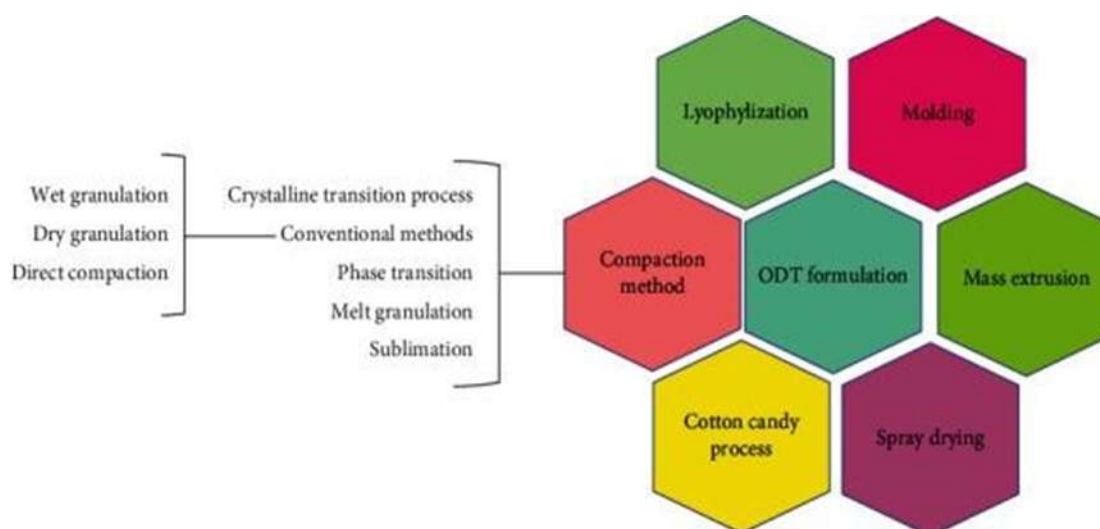 Wet granulation
Dry granulation
Direct compaction
Crystalline transition process
Conventional methods
Phase transition
Melt granulation
Sublimation
Lyophylization
Molding
Compaction
method
ODT formulation
Mass extrusion
Cotton candy
process
Spray drying